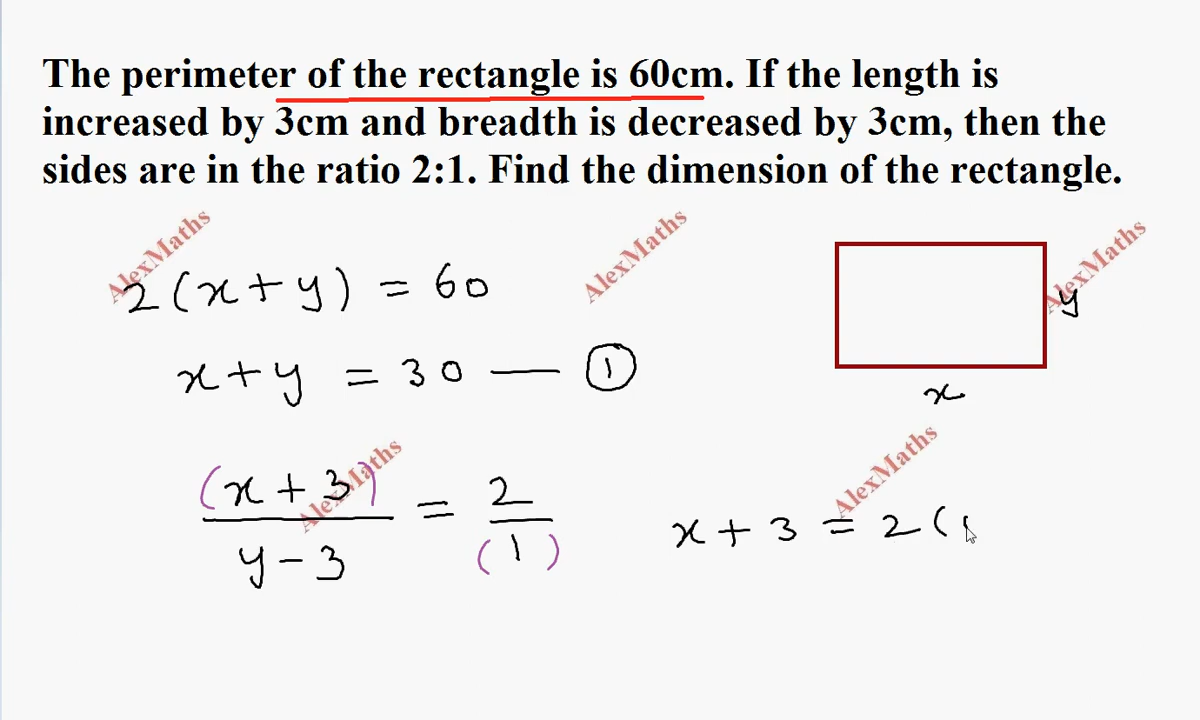 The perimeter of the rectangle is 60cm. If the length is
increased by 3cm and breadth is decreased by 3cm, then the
sides are in the ratio 2:1. Find the dimension of the rectangle.
AlexMaths
AlexMaths
AlexMaths
2(x+y) = 60
y
x+y = 30 — ①
x
AlexMaths
AlexMaths
(x+3)/y-3 = 2/(1)
x+3 = 2(